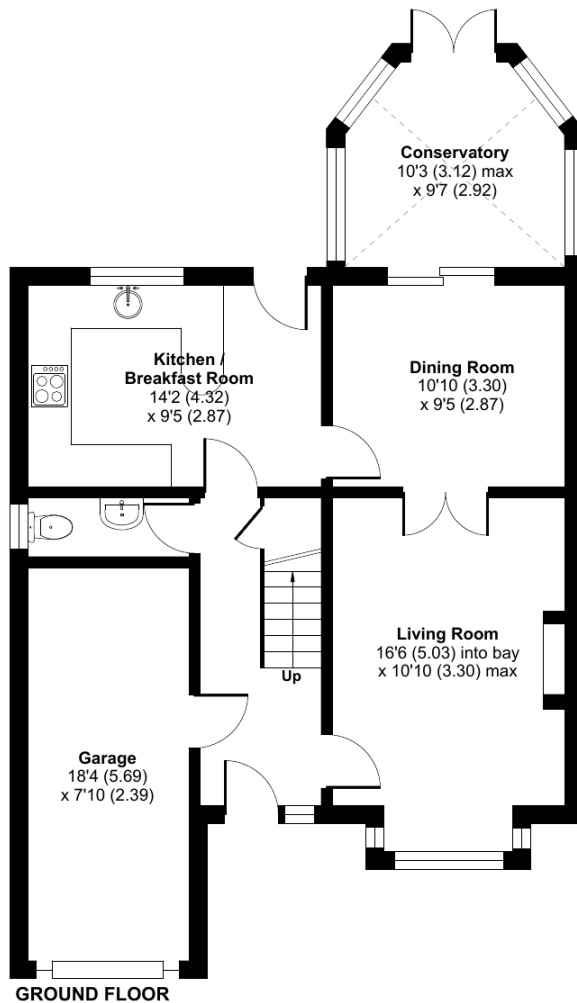 Conservatory
10'3 (3.12) max
x 9'7 (2.92)
Kitchen /
Breakfast Room
14'2 (4.32)
x 9'5 (2.87)
Dining Room
10'10 (3.30)
x 9'5 (2.87)
Living Room
16'6 (5.03) into bay
x 10'10 (3.30) max
Up
Garage
18'4 (5.69)
x 7'10 (2.39)
GROUND FLOOR